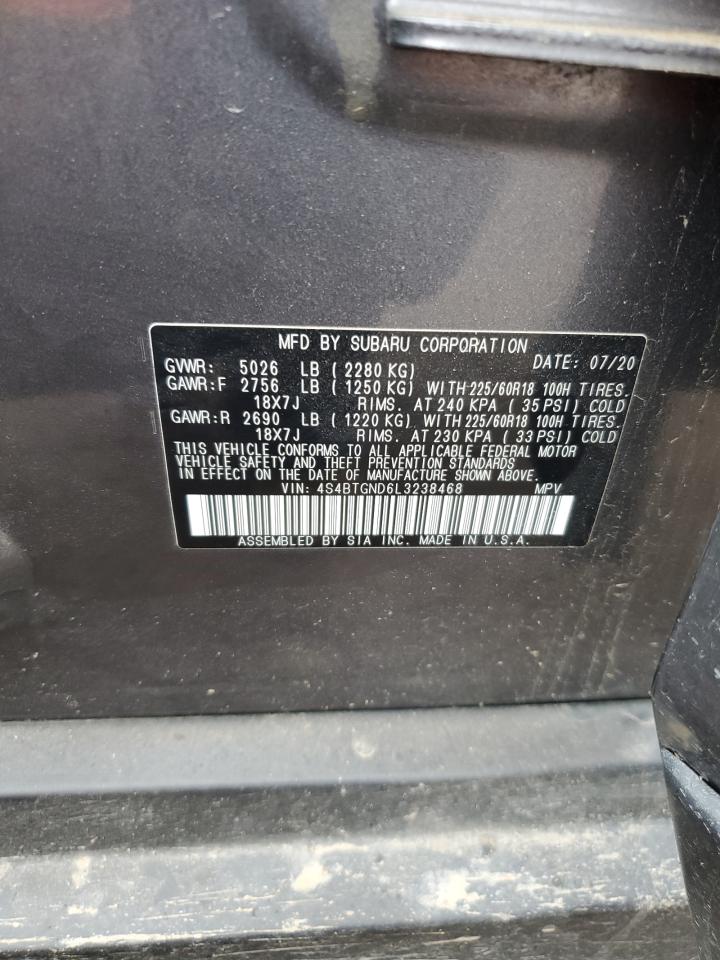 MFD BY SUBARU CORPORATION
GVWR: 5026 LB (2280 KG) DATE: 07/20
GAWR:F 2756 LB (1250 KG) WITH 225/60R18 100H TIRES.
18X7J RIMS. AT 240 KPA ( 35 PSI) COLD
GAWR:R 2690 LB (1220 KG) WITH 225/60R18 100H TIRES.
18X7J RIMS. AT 230 KPA ( 33 PSI) COLD
THIS VEHICLE CONFORMS TO ALL APPLICABLE FEDERAL MOTOR
VEHICLE SAFETY AND THEFT PREVENTION STANDARDS
IN EFFECT ON THE DATE OF MANUFACTURE SHOWN ABOVE.
VIN: 4S4BTGND6L3238468 MPV
ASSEMBLED BY SIA INC. MADE IN U.S.A.